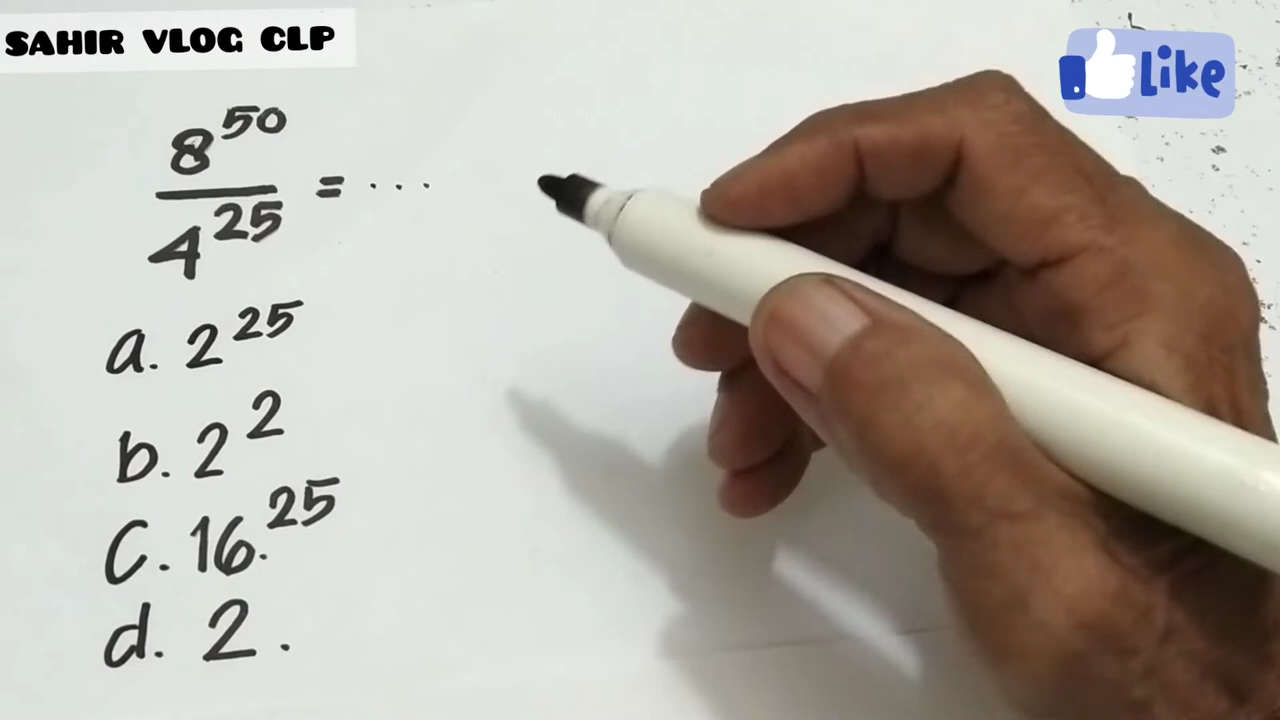 SAHIR VLOG CLP
Like
8^50
4^25
= ...
a. 2^25
b. 2^2
C. 16.^25
d. 2.